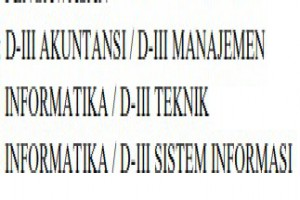 D-III AKUNTANSI / D-III MANAJEMEN
INFORMATIKA / D-III TEKNIK
INFORMATIKA / D-III SISTEM INFORMASI